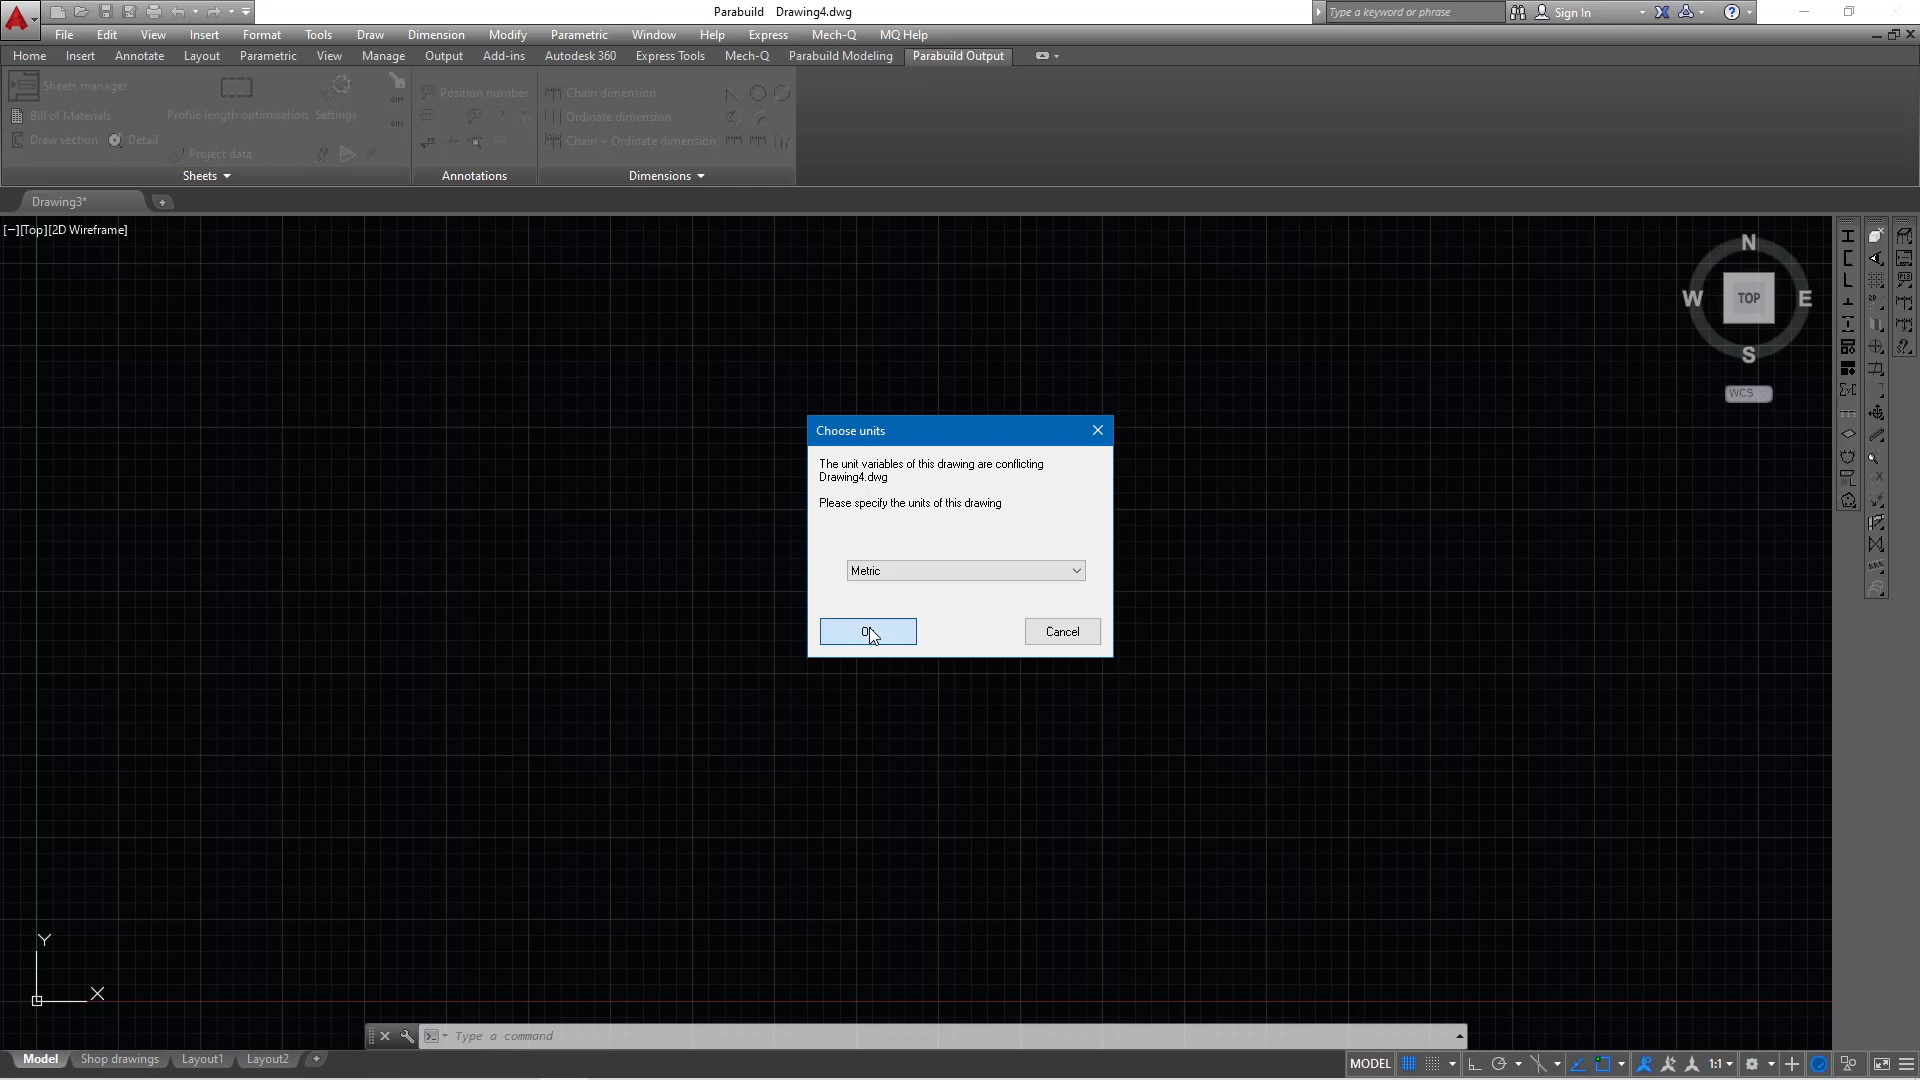 Parabuild Drawing4.dwg
Type a keyword or phrase
Sign In
File Edit View Insert Format Tools Draw Dimension Modify Parametric Window Help Express Mech-Q MQ Help
Home Insert Annotate Layout Parametric View Manage Output Add-ins Autodesk 360 Express Tools Mech-Q Parabuild Modeling Parabuild Output
Sheets manager
Position number
Chain dimension
Bill of Materials
Profile length optimisation
Settings
Ordinate dimension
Draw section
Detail
Chain + Ordinate dimension
Project data
Sheets
Annotations
Dimensions
Drawing3*
[−][Top][2D Wireframe]
N
W
TOP
E
S
WCS
Choose units
The unit variables of this drawing are conflicting
Drawing4.dwg
Please specify the units of this drawing
Metric
Cancel
Y
X
Type a command
Model Shop drawings Layout1 Layout2
MODEL
1:1